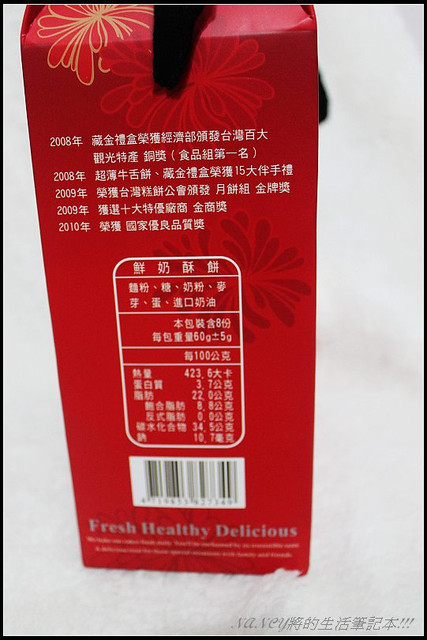 2008年 藏金禮盒榮獲經濟部頒發台灣百大
觀光特產 銅獎（食品組第一名）
2008年 超薄牛舌餅、藏金禮盒榮獲15大伴手禮
2009年 榮獲台灣糕餅公會頒發 月餅組 金牌獎
2009年 獲選十大特優廠商 金商獎
2010年 榮獲 國家優良品質獎
鮮奶酥餅
麵粉、糖、奶粉、麥
芽、蛋、進口奶油
本包裝含8份
每包重量60g±5g
每100公克
熱量 423.6大卡
蛋白質 3.7公克
脂肪 22.0公克
飽合脂肪 8.8公克
反式脂肪 0.0公克
碳水化合物 34.5公克
鈉 10.7毫克
Fresh Healthy Delicious
.va.vey將的生活筆記本!!!